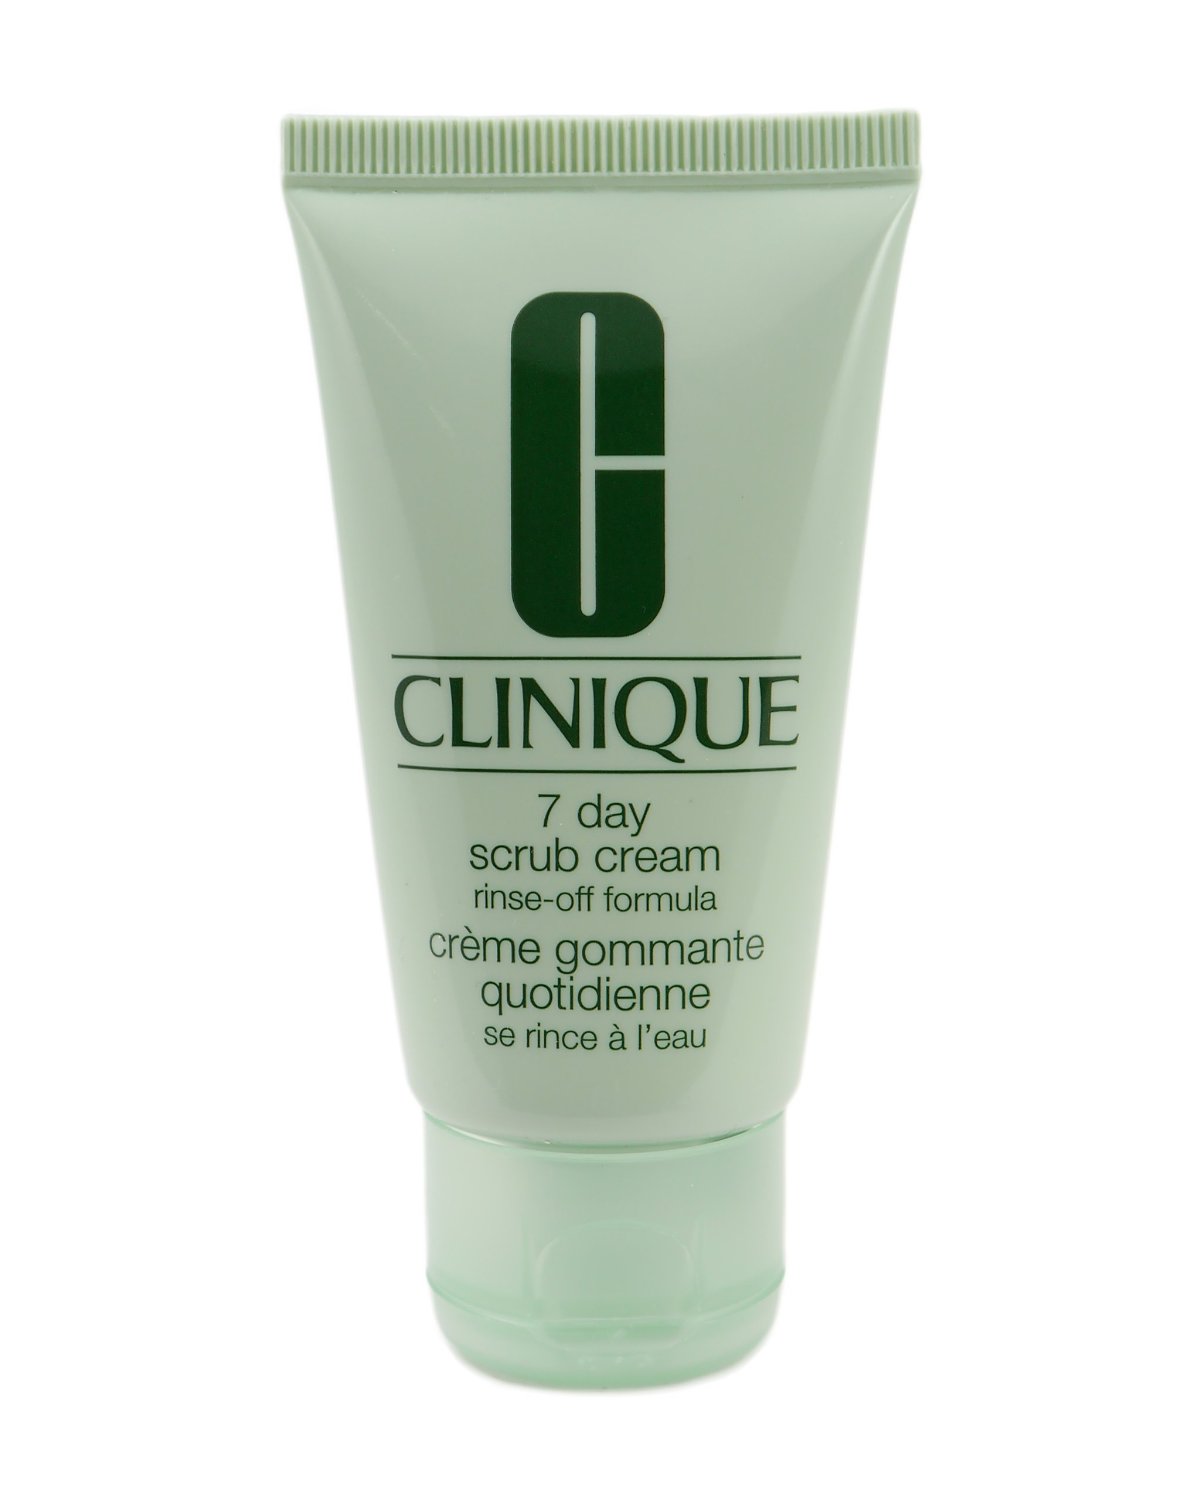 C
CLINIQUE
7 day
scrub cream
rinse-off formula
crème gommante
quotidienne
se rince à l'eau